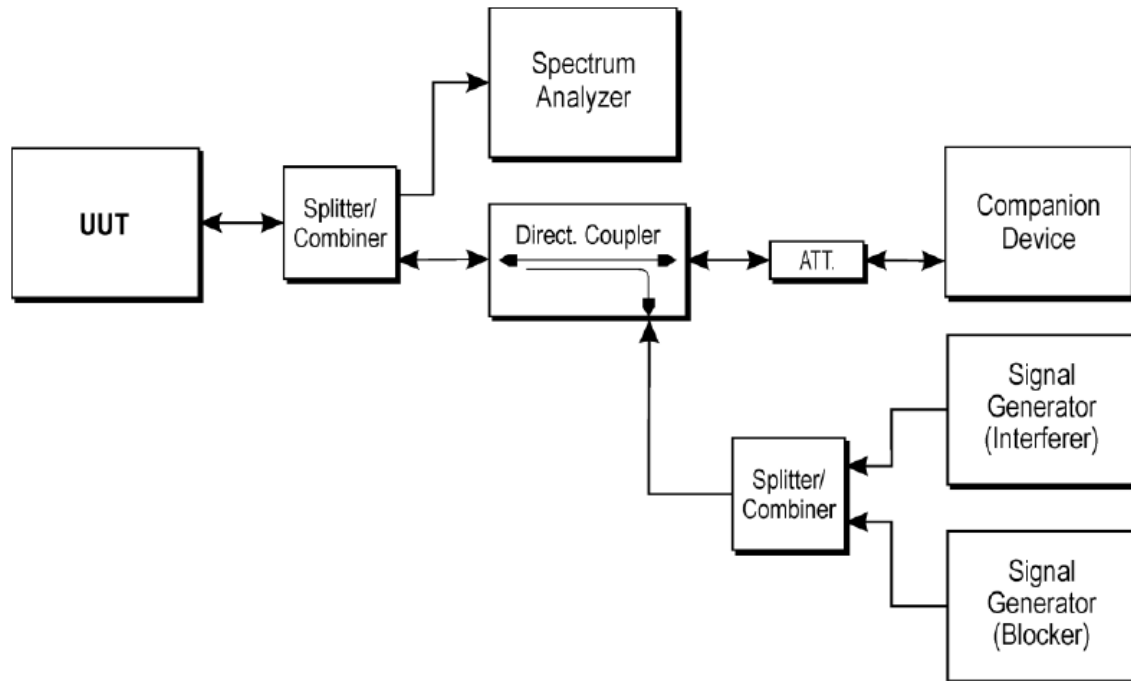 Spectrum
Analyzer
UUT
Splitter/
Combiner
Direct. Coupler
ATT.
Companion
Device
Signal
Generator
(Interferer)
Splitter/
Combiner
Signal
Generator
(Blocker)